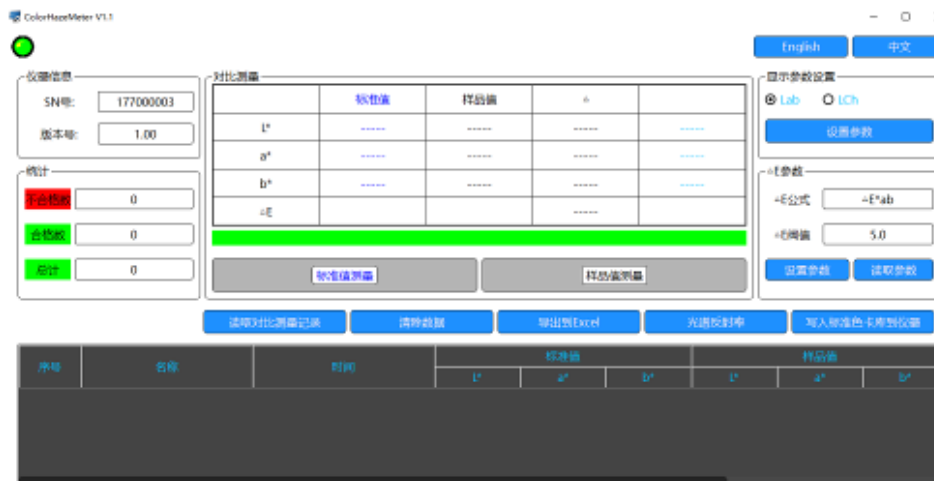 ColorHazeMeter V1.1
English 中文
仪器信息 对比测量 显示参数设置
SN号: 177000003 标准值 样品值 △ Lab LCh
版本号: 1.00 L* ----- ----- ----- ----- 设置参数
a* ----- ----- ----- -----
统计 △E参数
b* ----- ----- ----- -----
不合格数 0 △E公式 △E*ab
△E -----
合格数 0 △E阈值 5.0
总计 0 标准值测量 样品值测量 设置参数 读取参数
读取对比测量记录 清除数据 导出到Excel 光谱反射率 写入标准色卡库到仪器
序号 名称 时间 标准值 样品值
L* a* b* L* a* b*